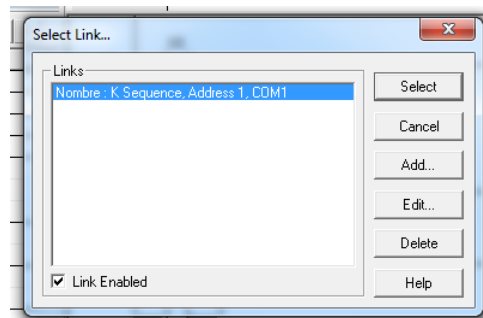 Select Link...
Links
Nombre : K Sequence, Address 1, COM1
Select
Cancel
Add...
Edit...
Delete
Link Enabled
Help